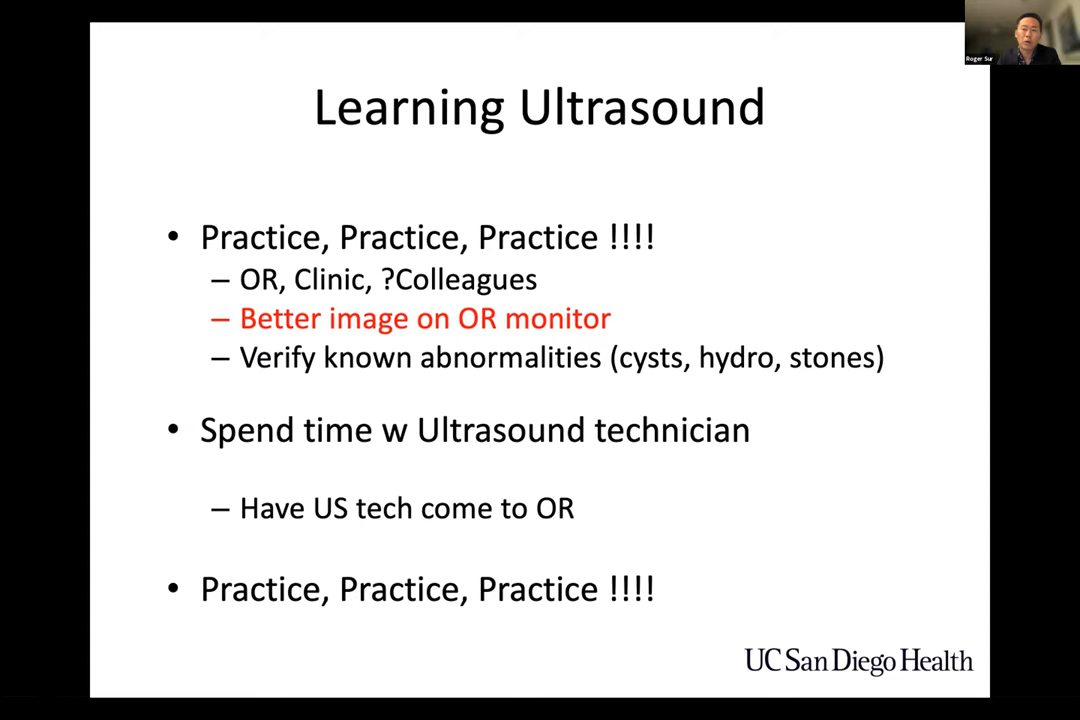 Roger Sur
Learning Ultrasound
• Practice, Practice, Practice !!!!
– OR, Clinic, ?Colleagues
– Better image on OR monitor
– Verify known abnormalities (cysts, hydro, stones)
• Spend time w Ultrasound technician
– Have US tech come to OR
• Practice, Practice, Practice !!!!
UC San Diego Health